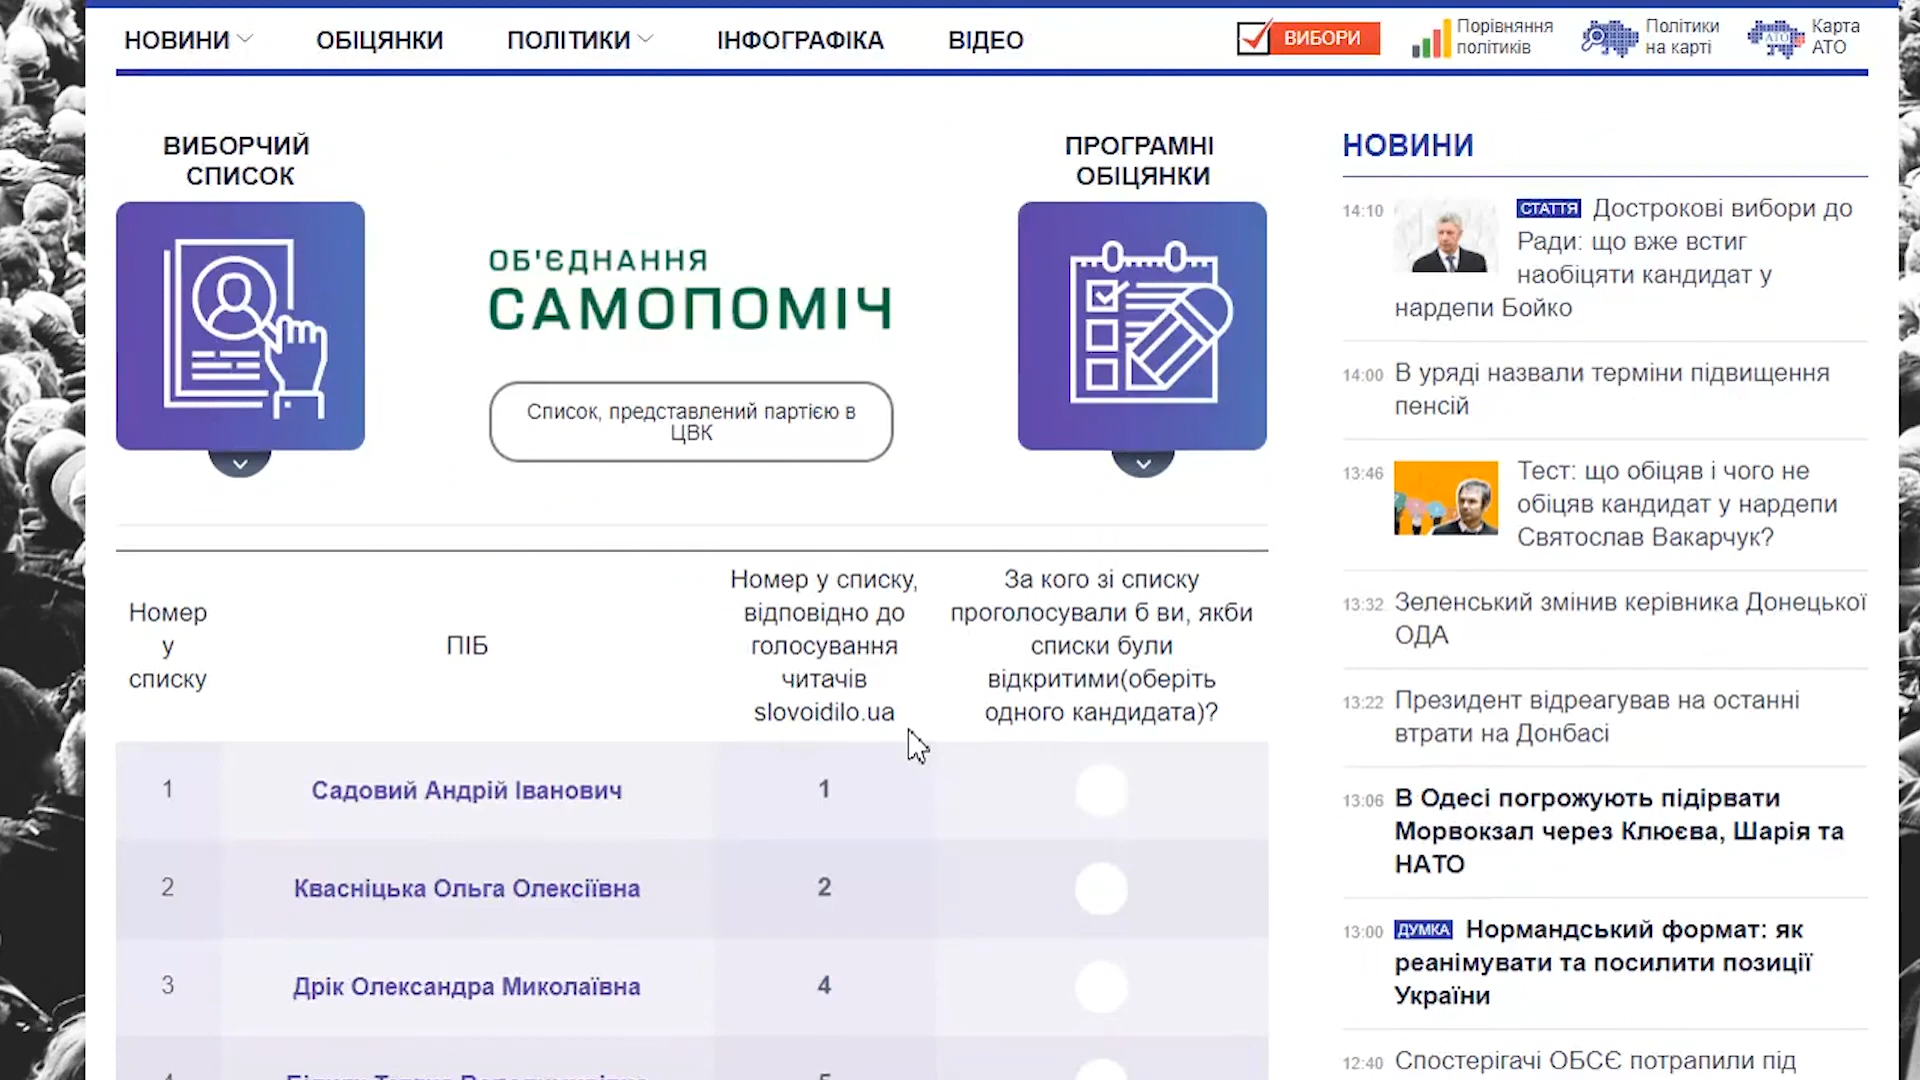 НОВИНИ
ОБІЦЯНКИ
ПОЛІТИКИ
ІНФОГРАФІКА
ВІДЕО
ВИБОРИ
Порівняння
політиків
Політики
на карті
АТО
Карта
АТО
ВИБОРЧИЙ
СПИСОК
ОБ'ЄДНАННЯ
САМОПОМІЧ
Список, представлений партією в
ЦВК
ПРОГРАМНІ
ОБІЦЯНКИ
Номер
у
списку
ПІБ
Номер у списку,
відповідно до
голосування
читачів
slovoidilo.ua
За кого зі списку
проголосували б ви, якби
списки були
відкритими(оберіть
одного кандидата)?
1 Садовий Андрій Іванович 1
2 Квасніцька Ольга Олексіївна 2
3 Дрік Олександра Миколаївна 4
НОВИНИ
14:10 СТАТТЯ Дострокові вибори до
Ради: що вже встиг
наобіцяти кандидат у
нардепи Бойко
14:00 В уряді назвали терміни підвищення
пенсій
13:46 Тест: що обіцяв і чого не
обіцяв кандидат у нардепи
Святослав Вакарчук?
13:32 Зеленський змінив керівника Донецької
ОДА
13:22 Президент відреагував на останні
втрати на Донбасі
13:06 В Одесі погрожують підірвати
Морвокзал через Клюєва, Шарія та
НАТО
13:00 ДУМКА Нормандський формат: як
реанімувати та посилити позиції
України
12:40 Спостерігачі ОБСЄ потрапили під